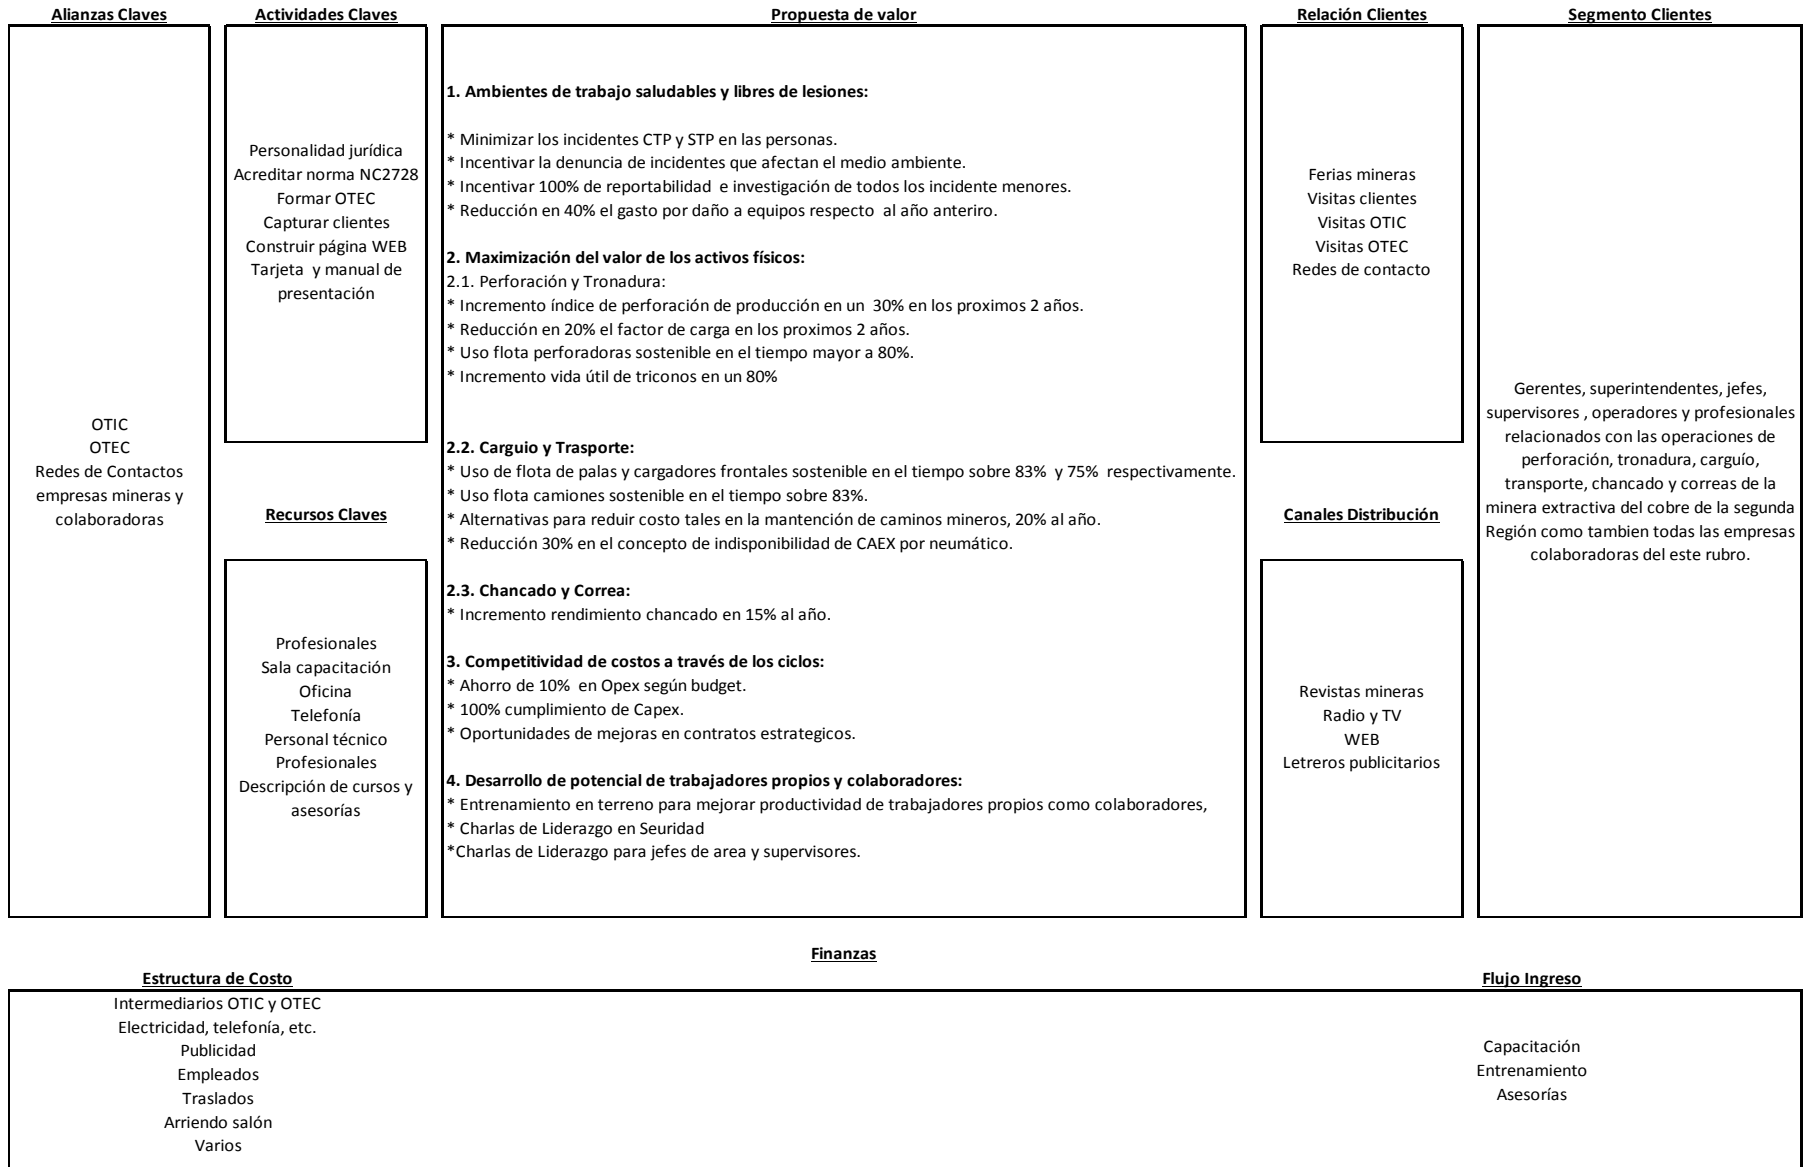 Alianzas Claves
OTIC
OTEC
Redes de Contactos
empresas mineras y
colaboradoras
Actividades Claves
Personalidad jurídica
Acreditar norma NC2728
Formar OTEC
Capturar clientes
Construir página WEB
Tarjeta y manual de
presentación
Recursos Claves
Profesionales
Sala capacitación
Oficina
Telefonía
Personal técnico
Profesionales
Descripción de cursos y
asesorías
Propuesta de valor
1. Ambientes de trabajo saludables y libres de lesiones:
* Minimizar los incidentes CTP y STP en las personas.
* Incentivar la denuncia de incidentes que afectan el medio ambiente.
* Incentivar 100% de reportabilidad e investigación de todos los incidente menores.
* Reducción en 40% el gasto por daño a equipos respecto al año anteriro.
2. Maximización del valor de los activos físicos:
2.1. Perforación y Tronadura:
* Incremento índice de perforación de producción en un 30% en los proximos 2 años.
* Reducción en 20% el factor de carga en los proximos 2 años.
* Uso flota perforadoras sostenible en el tiempo mayor a 80%.
* Incremento vida útil de triconos en un 80%
2.2. Carguio y Trasporte:
* Uso de flota de palas y cargadores frontales sostenible en el tiempo sobre 83% y 75% respectivamente.
* Uso flota camiones sostenible en el tiempo sobre 83%.
* Alternativas para reducir costo tales en la mantención de caminos mineros, 20% al año.
* Reducción 30% en el concepto de indisponibilidad de CAEX por neumático.
2.3. Chancado y Correa:
* Incremento rendimiento chancado en 15% al año.
3. Competitividad de costos a través de los ciclos:
* Ahorro de 10% en Opex según budget.
* 100% cumplimiento de Capex.
* Oportunidades de mejoras en contratos estrategicos.
4. Desarrollo de potencial de trabajadores propios y colaboradores:
* Entrenamiento en terreno para mejorar productividad de trabajadores propios como colaboradores,
* Charlas de Liderazgo en Seuridad
*Charlas de Liderazgo para jefes de area y supervisores.
Relación Clientes
Ferias mineras
Visitas clientes
Visitas OTIC
Visitas OTEC
Redes de contacto
Canales Distribución
Revistas mineras
Radio y TV
WEB
Letreros publicitarios
Segmento Clientes
Gerentes, superintendentes, jefes,
supervisores , operadores y profesionales
relacionados con las operaciones de
perforación, tronadura, carguío,
transporte, chancado y correas de la
minera extractiva del cobre de la segunda
Región como tambien todas las empresas
colaboradoras del este rubro.
Finanzas
Estructura de Costo
Intermediarios OTIC y OTEC
Electricidad, telefonía, etc.
Publicidad
Empleados
Traslados
Arriendo salón
Varios
Flujo Ingreso
Capacitación
Entrenamiento
Asesorías